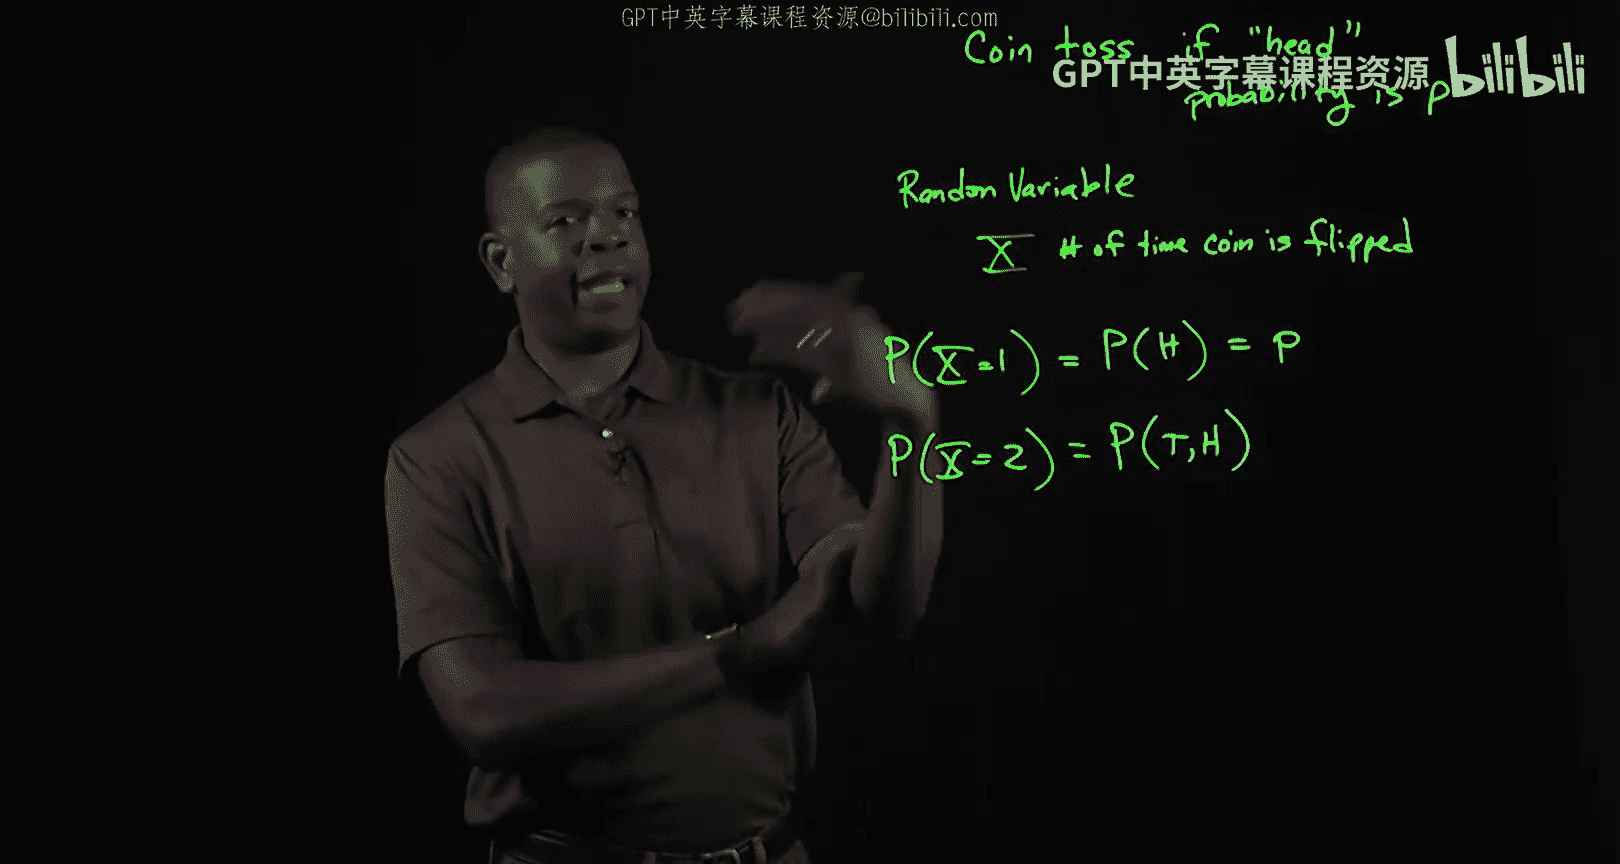 GPT中英字幕课程资源@bilibili.com
Coin toss if "head"
GPT中英字幕课程资源 bilibili
probability is p
Random Variable
X # of time coin is flipped
P(X=1) = P(H) = P
P(X=2) = P(T,H)